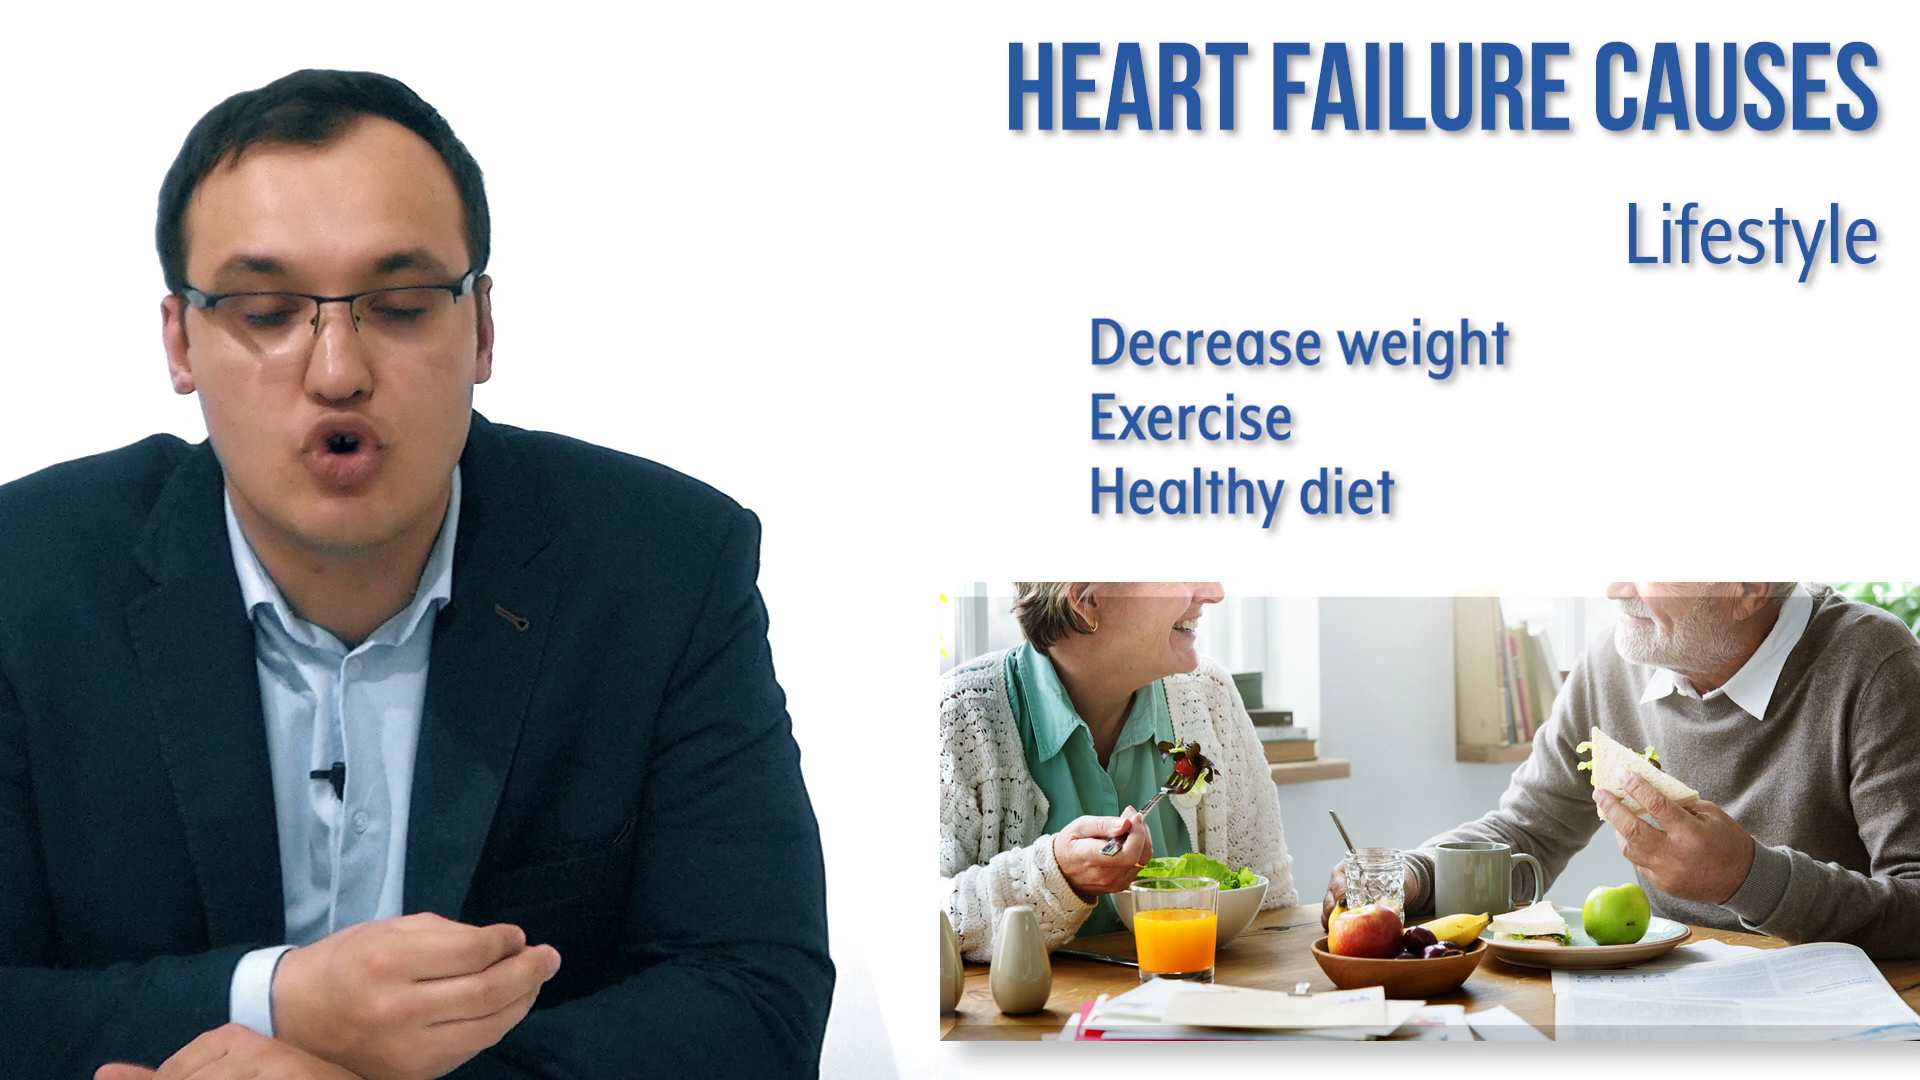 HEART FAILURE CAUSES
Lifestyle
Decrease weight
Exercise
Healthy diet